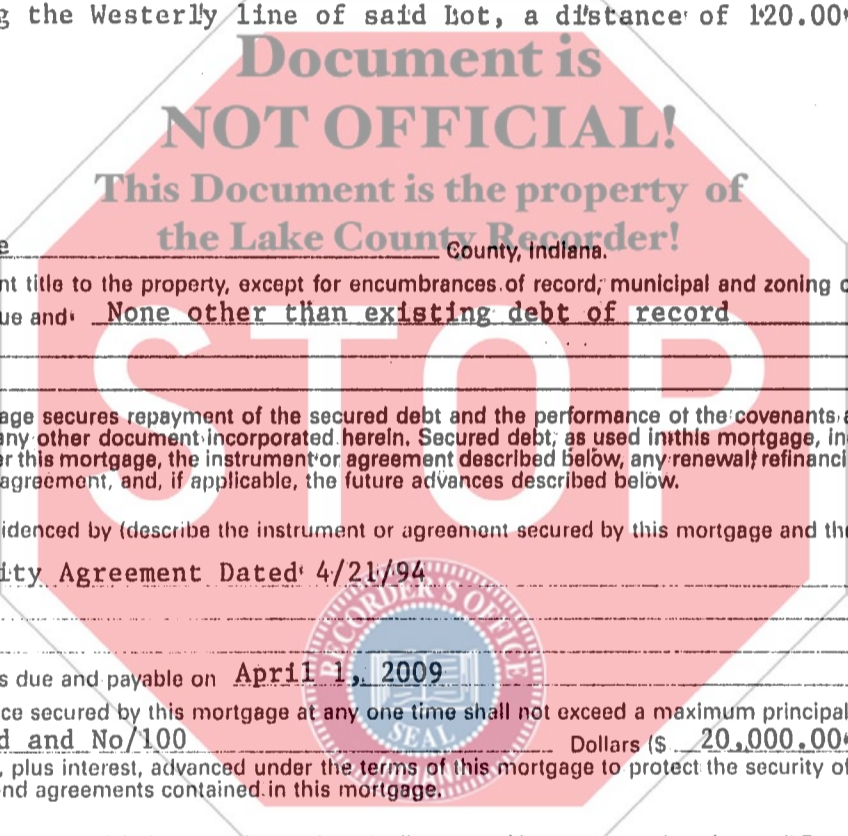 g the Westerly line of said Lot, a distance of 120.00
Document is
NOT OFFICIAL!
This Document is the property of
the Lake County Recorder!
e County, Indiana.
nt title to the property, except for encumbrances of record, municipal and zoning o
ue and None other than existing debt of record
STOP
age secures repayment of the secured debt and the performance of the covenants a
any other document incorporated herein. Secured debt, as used in this mortgage, in
r this mortgage, the instrument or agreement described below, any renewal, refinanci
agreement, and, if applicable, the future advances described below.
idenced by (describe the instrument or agreement secured by this mortgage and the
ity Agreement Dated 4/21/94
RECORDER'S OFFICE
s due and payable on April 1, 2009
ce secured by this mortgage at any one time shall not exceed a maximum principal
SEAL
d and No/100 Dollars ($ 20,000.00
, plus interest, advanced under the terms of this mortgage to protect the security of
nd agreements contained in this mortgage.